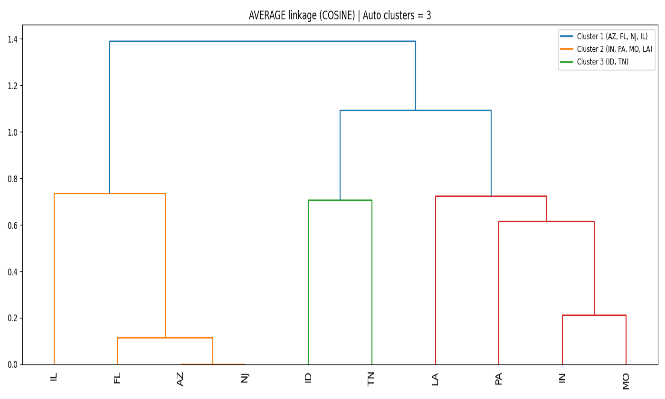 AVERAGE linkage (COSINE) | Auto clusters = 3
Cluster 1 (AZ, FL, NJ, IL)
Cluster 2 (IN, PA, MO, LA)
Cluster 3 (ID, TN)
1.4
1.2
1.0
0.8
0.6
0.4
0.2
0.0
IL FL AZ NJ ID TN LA PA IN MO